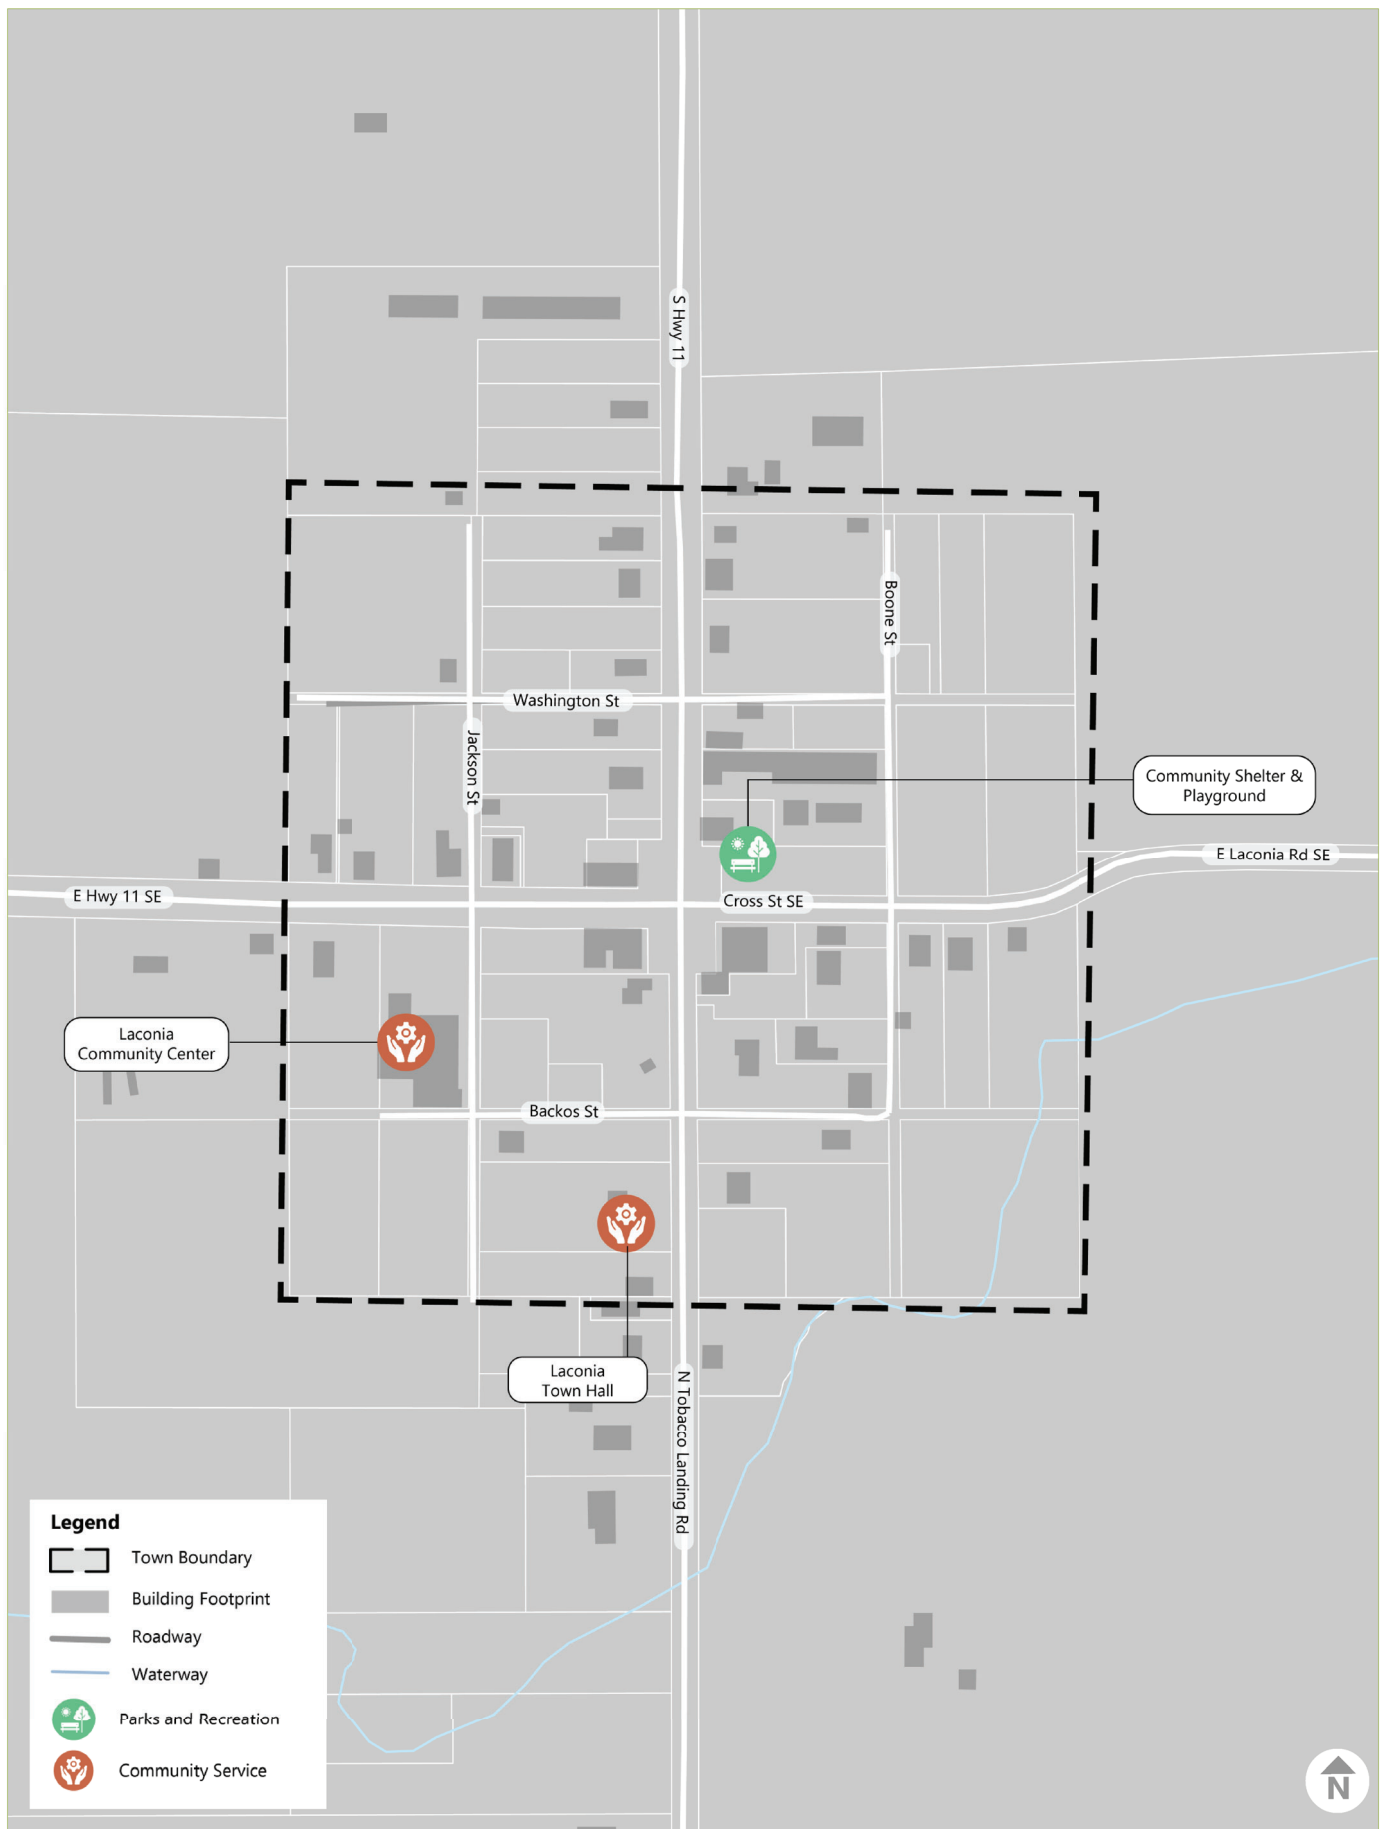 S Hwy 11
Boone St
Washington St
Jackson St
Community Shelter &
Playground
E Laconia Rd SE
E Hwy 11 SE
Cross St SE
Laconia
Community Center
Backos St
Laconia
Town Hall
N Tobacco Landing Rd
Legend
Town Boundary
Building Footprint
Roadway
Waterway
Parks and Recreation
Community Service
N